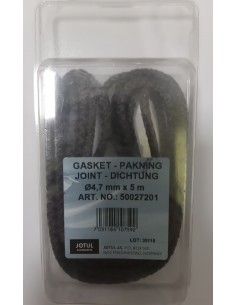 GASKET - PAKNING
JOINT - DICHTUNG
Ø4,7 mm x 5 m
ART. NO.: 50027201
JØTUL